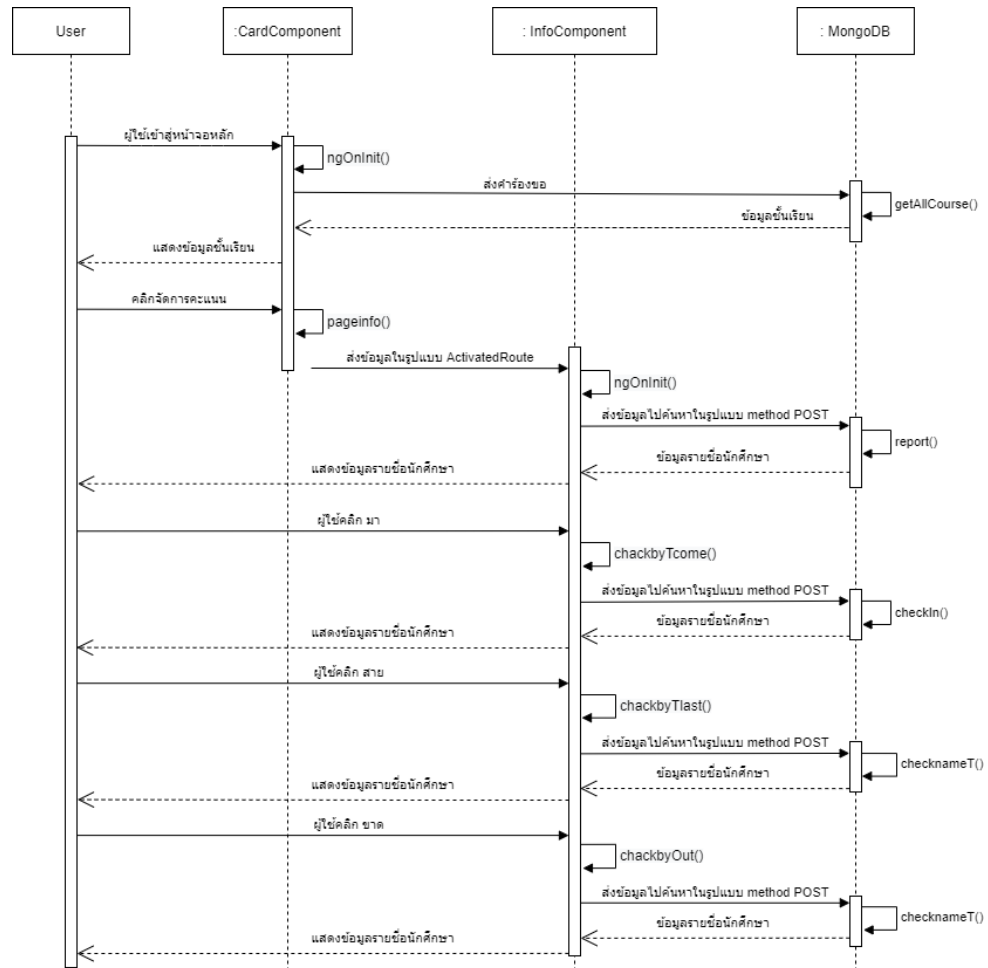 User
:CardComponent
: InfoComponent
: MongoDB
ผู้ใช้เข้าสู่หน้าจอหลัก
ngOnInit()
ส่งคำร้องขอ
getAllCourse()
ข้อมูลชั้นเรียน
แสดงข้อมูลชั้นเรียน
คลิกจัดการคะแนน
pageinfo()
ส่งข้อมูลในรูปแบบ ActivatedRoute
ngOnInit()
ส่งข้อมูลไปค้นหาในรูปแบบ method POST
report()
ข้อมูลรายชื่อนักศึกษา
แสดงข้อมูลรายชื่อนักศึกษา
ผู้ใช้คลิก มา
chackbyTcome()
ส่งข้อมูลไปค้นหาในรูปแบบ method POST
checkIn()
ข้อมูลรายชื่อนักศึกษา
แสดงข้อมูลรายชื่อนักศึกษา
ผู้ใช้คลิก สาย
chackbyTlast()
ส่งข้อมูลไปค้นหาในรูปแบบ method POST
checknameT()
ข้อมูลรายชื่อนักศึกษา
แสดงข้อมูลรายชื่อนักศึกษา
ผู้ใช้คลิก ขาด
chackbyOut()
ส่งข้อมูลไปค้นหาในรูปแบบ method POST
checknameT()
ข้อมูลรายชื่อนักศึกษา
แสดงข้อมูลรายชื่อนักศึกษา